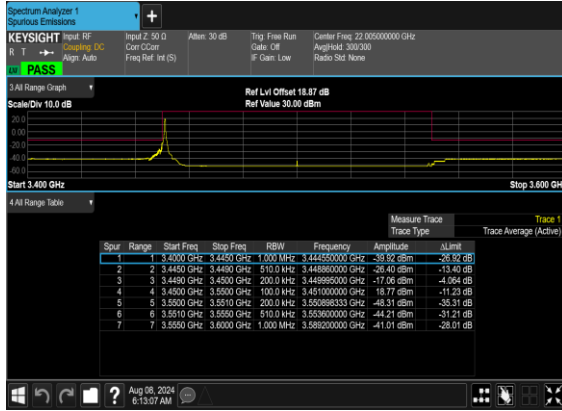 Spectrum Analyzer 1
Spurious Emissions
KEYSIGHT Input: RF Input Z: 50 Ω Atten: 30 dB Trig: Free Run Center Freq: 22.005000000 GHz
R T Coupling: DC Corr CCorr Gate: Off Avg|Hold: 300/300
Align: Auto Freq Ref: Int (S) IF Gain: Low Radio Std: None
PASS
3 All Range Graph
Ref Lvl Offset 18.87 dB
Scale/Div 10.0 dB Ref Value 30.00 dBm
20.0
0.00
-20.0
-40.0
-60.0
Start 3.400 GHz Stop 3.600 GH
4 All Range Table
Measure Trace Trace 1
Trace Type Trace Average (Active)
Spur Range Start Freq Stop Freq RBW Frequency Amplitude ΔLimit
1 1 3.4000 GHz 3.4450 GHz 1.000 MHz 3.444550000 GHz -39.92 dBm -26.92 dB
2 2 3.4450 GHz 3.4490 GHz 510.0 kHz 3.448860000 GHz -26.40 dBm -13.40 dB
3 3 3.4490 GHz 3.4500 GHz 200.0 kHz 3.449995000 GHz -17.06 dBm -4.064 dB
4 4 3.4500 GHz 3.5500 GHz 100.0 kHz 3.451000000 GHz 18.77 dBm -11.23 dB
5 5 3.5500 GHz 3.5510 GHz 200.0 kHz 3.550898333 GHz -48.31 dBm -35.31 dB
6 6 3.5510 GHz 3.5550 GHz 510.0 kHz 3.553600000 GHz -44.21 dBm -31.21 dB
7 7 3.5550 GHz 3.6000 GHz 1.000 MHz 3.589200000 GHz -41.01 dBm -28.01 dB
? Aug 08, 2024
6:13:07 AM